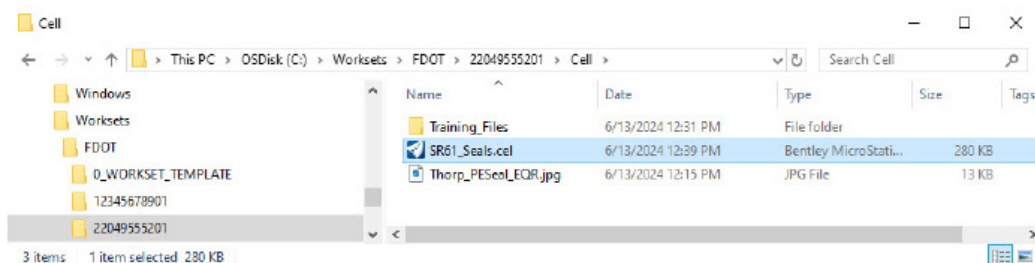 Cell
This PC > OSDisk (C:) > Worksets > FDOT > 22049555201 > Cell >
Search Cell
Windows
Worksets
FDOT
0_WORKSET_TEMPLATE
12345678901
22049555201
Name Date Type Size Tags
Training_Files 6/13/2024 12:31 PM File folder
SR61_Seals.cel 6/13/2024 12:39 PM Bentley MicroStati... 280 KB
Thorp_PESeal_EQR.jpg 6/13/2024 12:15 PM JPG File 13 KB
3 items 1 item selected 280 KB